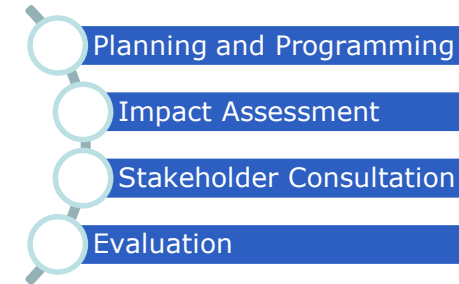 Planning and Programming
Impact Assessment
Stakeholder Consultation
Evaluation